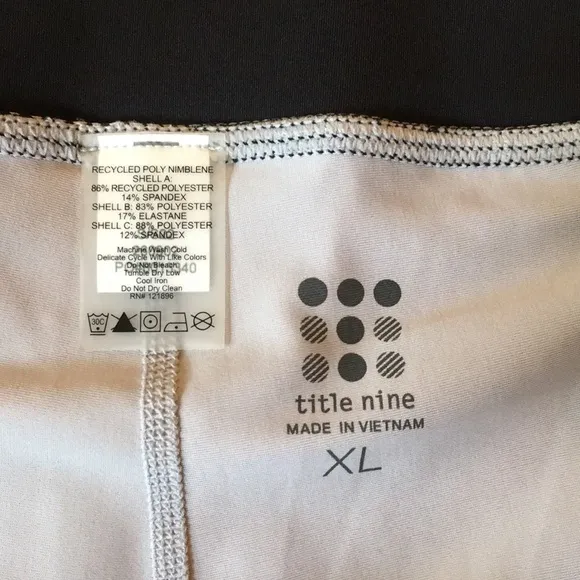 RECYCLED POLY NIMBLENE
SHELL A:
86% RECYCLED POLYESTER
14% SPANDEX
SHELL B: 83% POLYESTER
17% ELASTANE
SHELL C: 88% POLYESTER
12% SPANDEX
Machine Wash Cold
Delicate Cycle With Like Colors
Do Not Bleach
Tumble Dry Low
Cool Iron
Do Not Dry Clean
RN# 121896
30C
title nine
MADE IN VIETNAM
XL